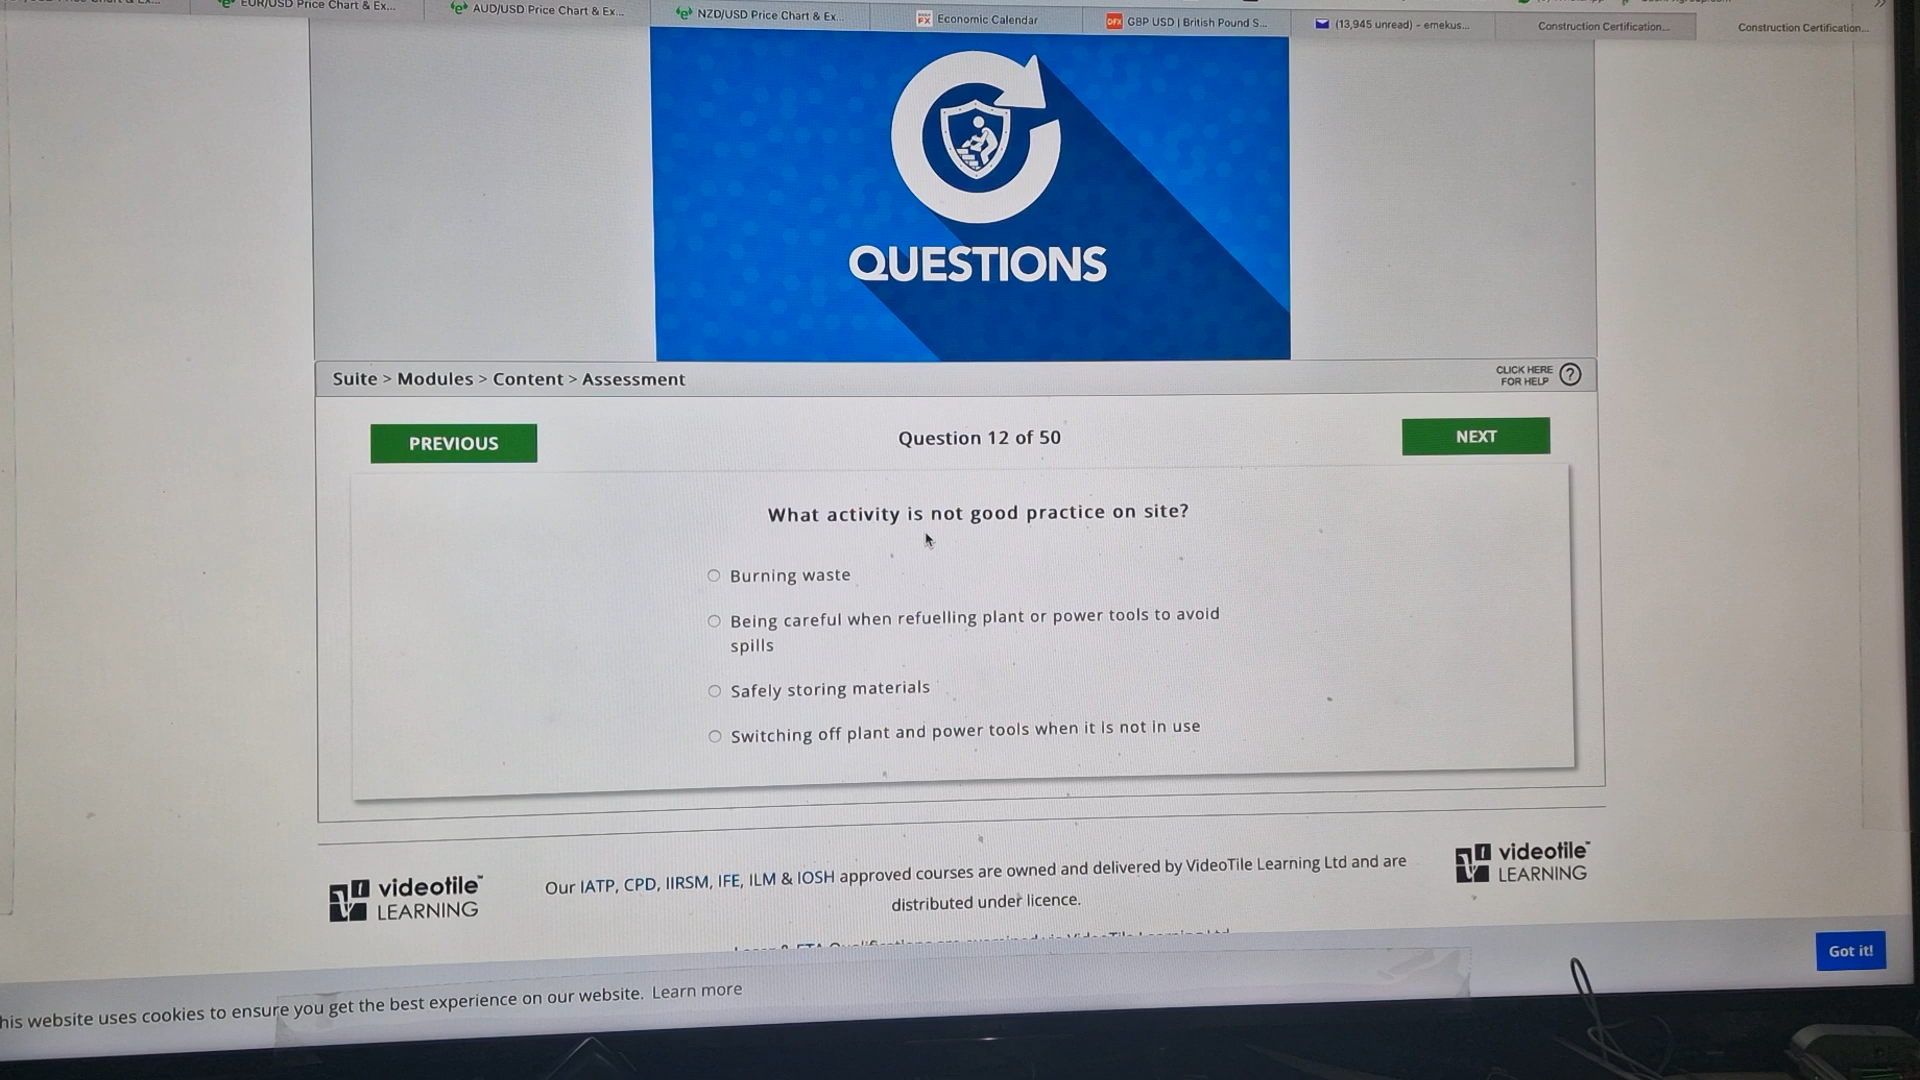 EUR/USD Price Chart & Ex...
AUD/USD Price Chart & Ex...
NZD/USD Price Chart & Ex...
Economic Calendar
GBP USD | British Pound S...
(13,945 unread) - emekus...
Construction Certification...
Construction Certification...
QUESTIONS
Suite > Modules > Content > Assessment
CLICK HERE
FOR HELP
?
PREVIOUS
Question 12 of 50
NEXT
What activity is not good practice on site?
Burning waste
Being careful when refuelling plant or power tools to avoid
spills
Safely storing materials
Switching off plant and power tools when it is not in use
videotile™
LEARNING
Our IATP, CPD, IIRSM, IFE, ILM & IOSH approved courses are owned and delivered by VideoTile Learning Ltd and are
distributed under licence.
videotile™
LEARNING
Got it!
his website uses cookies to ensure you get the best experience on our website. Learn more